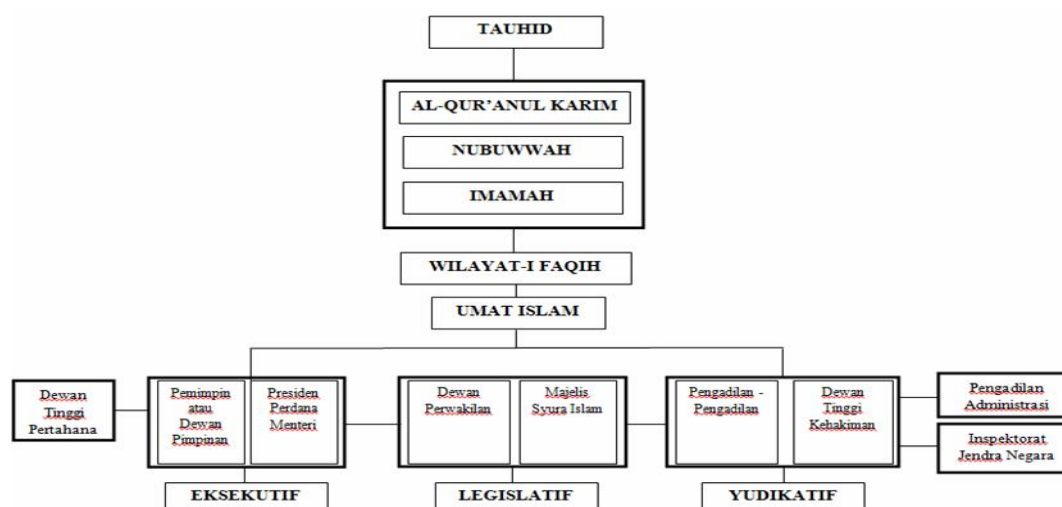 TAUHID
AL-QUR'ANUL KARIM
NUBUWWAH
IMAMAH
WILAYAT-I FAQIH
UMAT ISLAM
Dewan
Tinggi
Pertahana
Pemimpin
atau
Dewan
Pimpinan
Presiden
Perdana
Menteri
Dewan
Perwakilan
Majelis
Syura Islam
Pengadilan -
Pengadilan
Dewan
Tinggi
Kehakiman
Pengadilan
Administrasi
Inspektorat
Jendra Negara
EKSEKUTIF
LEGISLATIF
YUDIKATIF